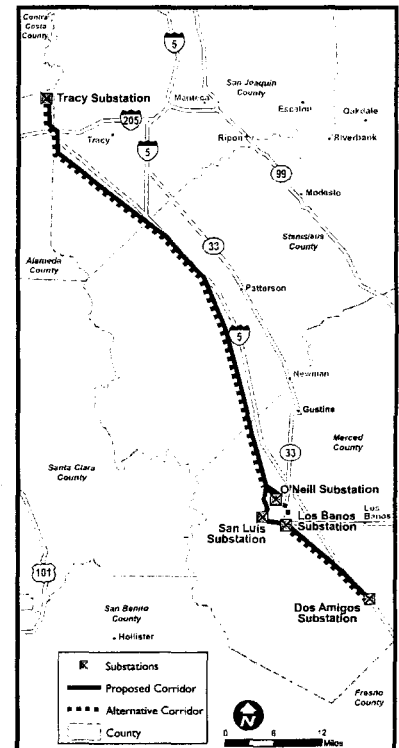 Contra
Costa
County
5
Tracy Substation
205
Tracy
Manteca
San Joaquin
County
Escalon
Oakdale
Ripon
Riverbank
5
99
Modesto
33
Stanislaus
County
Alameda
County
Patterson
5
Newman
Gustine
Merced
County
33
Santa Clara
County
O'Neill Substation
Los Banos
Substation
Los
Banos
San Luis
Substation
101
Dos Amigos
Substation
San Benito
County
Hollister
Fresno
County
Substations
Proposed Corridor
Alternative Corridor
County
N
0 6 12
Miles